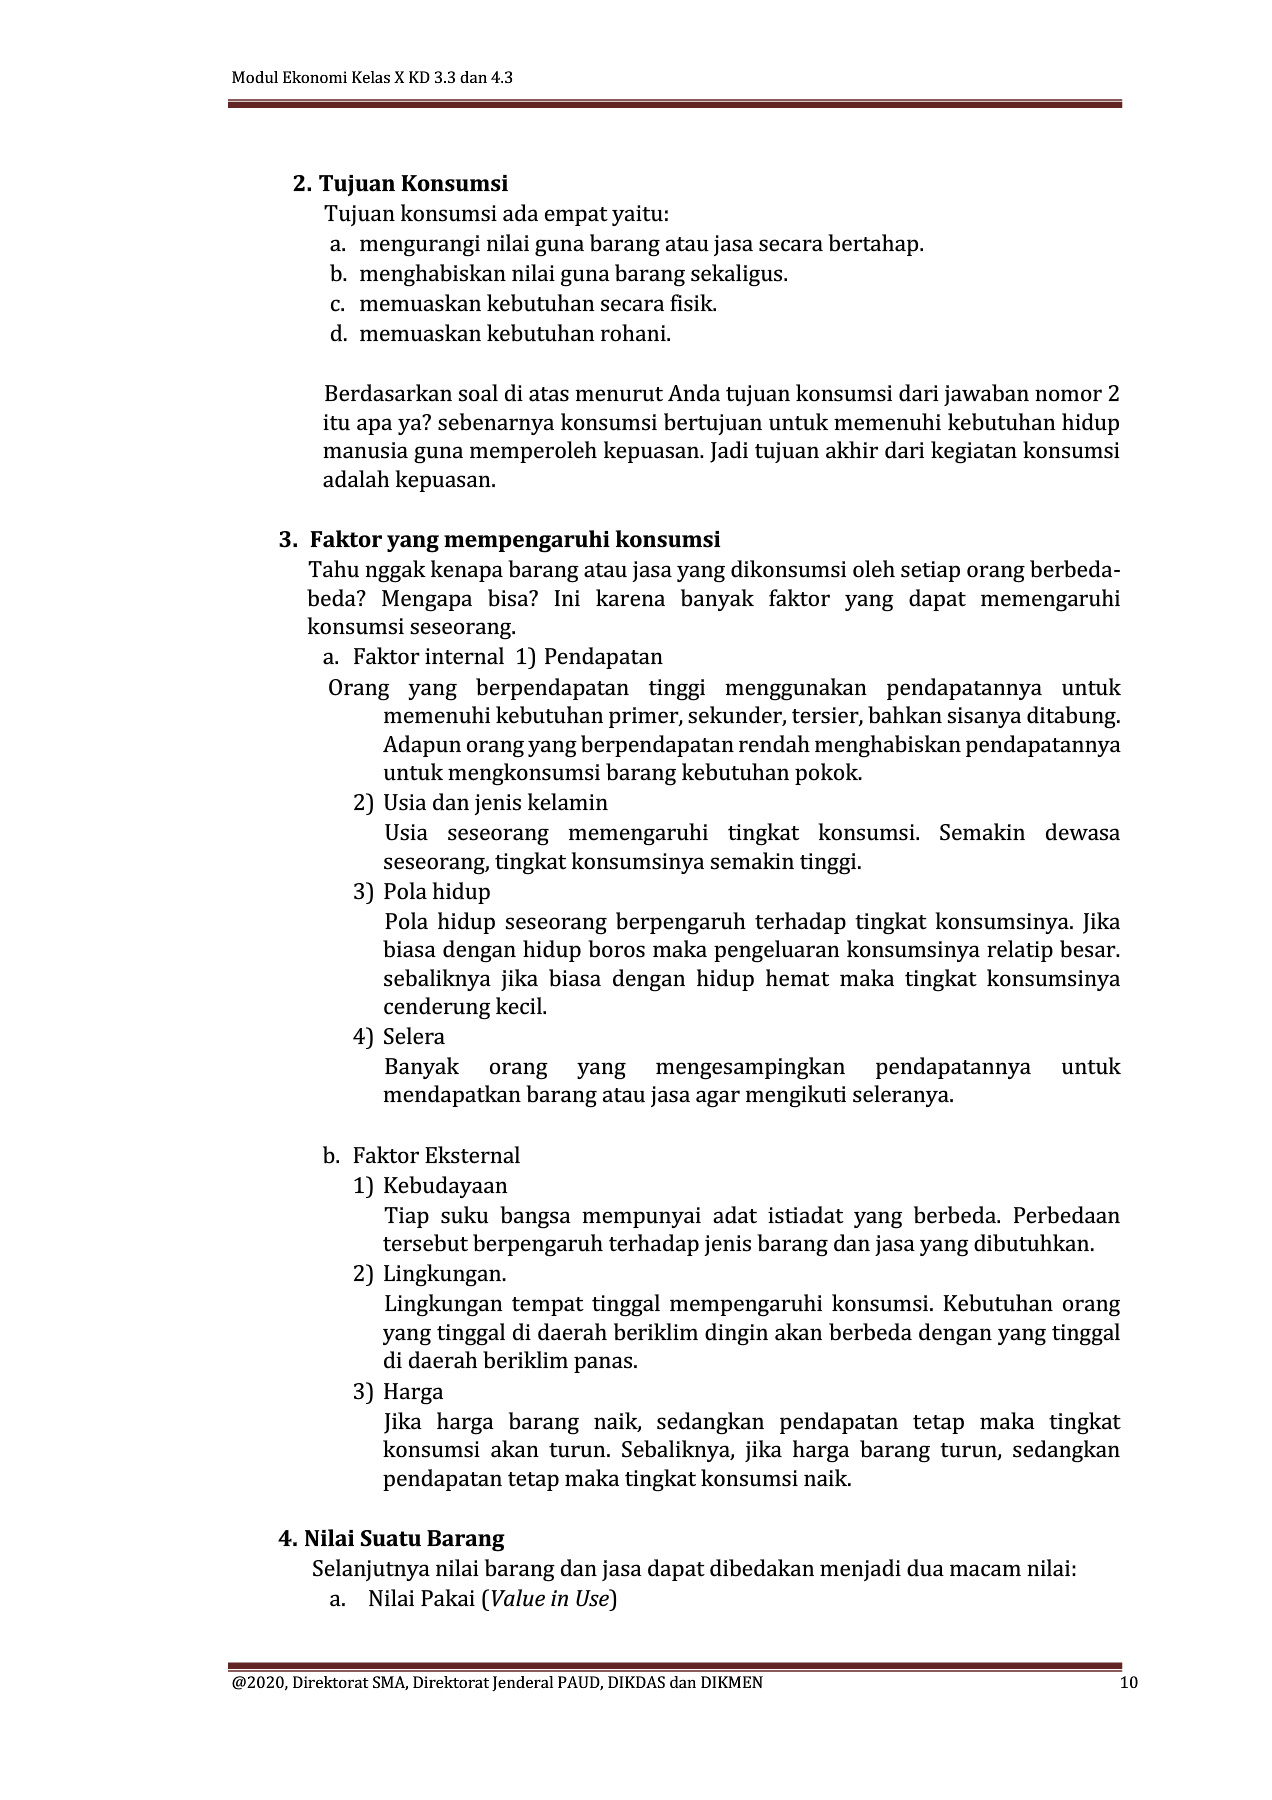 Modul Ekonomi Kelas X KD 3.3 dan 4.3
2. Tujuan Konsumsi
Tujuan konsumsi ada empat yaitu:
a. mengurangi nilai guna barang atau jasa secara bertahap.
b. menghabiskan nilai guna barang sekaligus.
c. memuaskan kebutuhan secara fisik.
d. memuaskan kebutuhan rohani.
Berdasarkan soal di atas menurut Anda tujuan konsumsi dari jawaban nomor 2
itu apa ya? sebenarnya konsumsi bertujuan untuk memenuhi kebutuhan hidup
manusia guna memperoleh kepuasan. Jadi tujuan akhir dari kegiatan konsumsi
adalah kepuasan.
3. Faktor yang mempengaruhi konsumsi
Tahu nggak kenapa barang atau jasa yang dikonsumsi oleh setiap orang berbeda-
beda? Mengapa bisa? Ini karena banyak faktor yang dapat memengaruhi
konsumsi seseorang.
a. Faktor internal 1) Pendapatan
Orang yang berpendapatan tinggi menggunakan pendapatannya untuk
memenuhi kebutuhan primer, sekunder, tersier, bahkan sisanya ditabung.
Adapun orang yang berpendapatan rendah menghabiskan pendapatannya
untuk mengkonsumsi barang kebutuhan pokok.
2) Usia dan jenis kelamin
Usia seseorang memengaruhi tingkat konsumsi. Semakin dewasa
seseorang, tingkat konsumsinya semakin tinggi.
3) Pola hidup
Pola hidup seseorang berpengaruh terhadap tingkat konsumsinya. Jika
biasa dengan hidup boros maka pengeluaran konsumsinya relatip besar.
sebaliknya jika biasa dengan hidup hemat maka tingkat konsumsinya
cenderung kecil.
4) Selera
Banyak orang yang mengesampingkan pendapatannya untuk
mendapatkan barang atau jasa agar mengikuti seleranya.
b. Faktor Eksternal
1) Kebudayaan
Tiap suku bangsa mempunyai adat istiadat yang berbeda. Perbedaan
tersebut berpengaruh terhadap jenis barang dan jasa yang dibutuhkan.
2) Lingkungan.
Lingkungan tempat tinggal mempengaruhi konsumsi. Kebutuhan orang
yang tinggal di daerah beriklim dingin akan berbeda dengan yang tinggal
di daerah beriklim panas.
3) Harga
Jika harga barang naik, sedangkan pendapatan tetap maka tingkat
konsumsi akan turun. Sebaliknya, jika harga barang turun, sedangkan
pendapatan tetap maka tingkat konsumsi naik.
4. Nilai Suatu Barang
Selanjutnya nilai barang dan jasa dapat dibedakan menjadi dua macam nilai:
a. Nilai Pakai (Value in Use)
@2020, Direktorat SMA, Direktorat Jenderal PAUD, DIKDAS dan DIKMEN 10